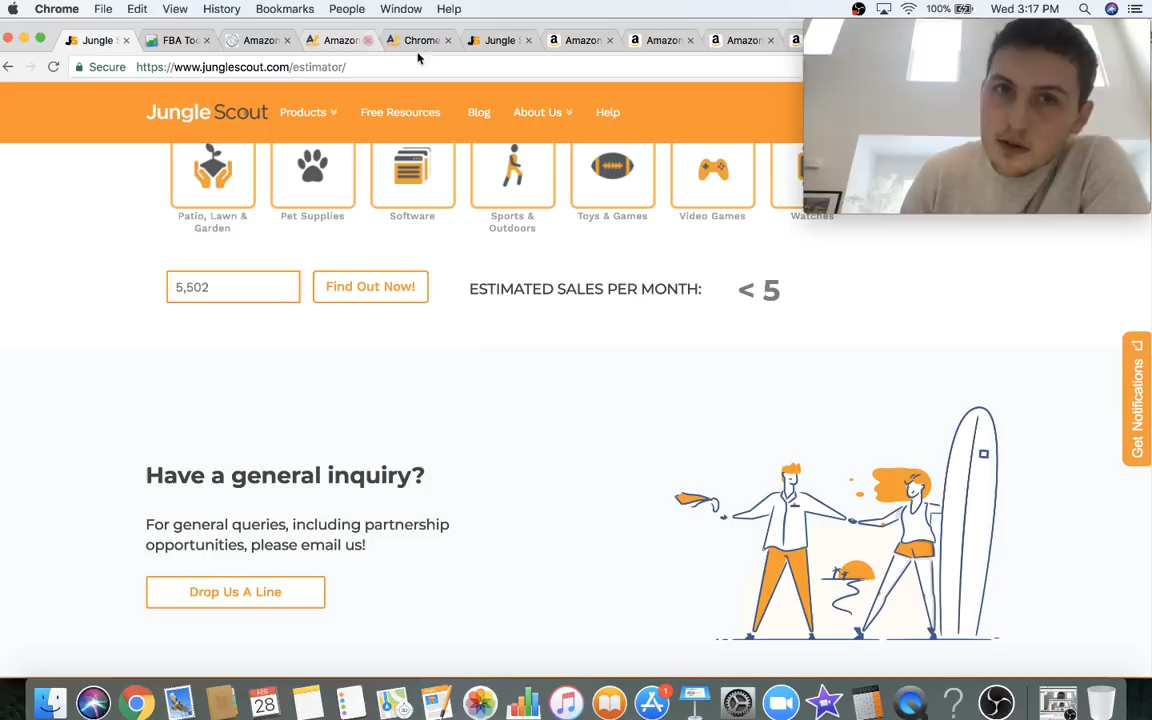 Chrome File Edit View History Bookmarks People Window Help 100% Wed 3:17 PM
Jungle S FBA Too Amazon Amazon Chrome Jungle S Amazon Amazon Amazon
Secure https://www.junglescout.com/estimator/
Jungle Scout Products Free Resources Blog About Us Help
Patio, Lawn & Garden
Pet Supplies
Software
Sports & Outdoors
Toys & Games
Video Games
Watches
5,502 Find Out Now! ESTIMATED SALES PER MONTH: < 5
Get Notifications
Have a general inquiry?
For general queries, including partnership
opportunities, please email us!
Drop Us A Line
FEB
28
1